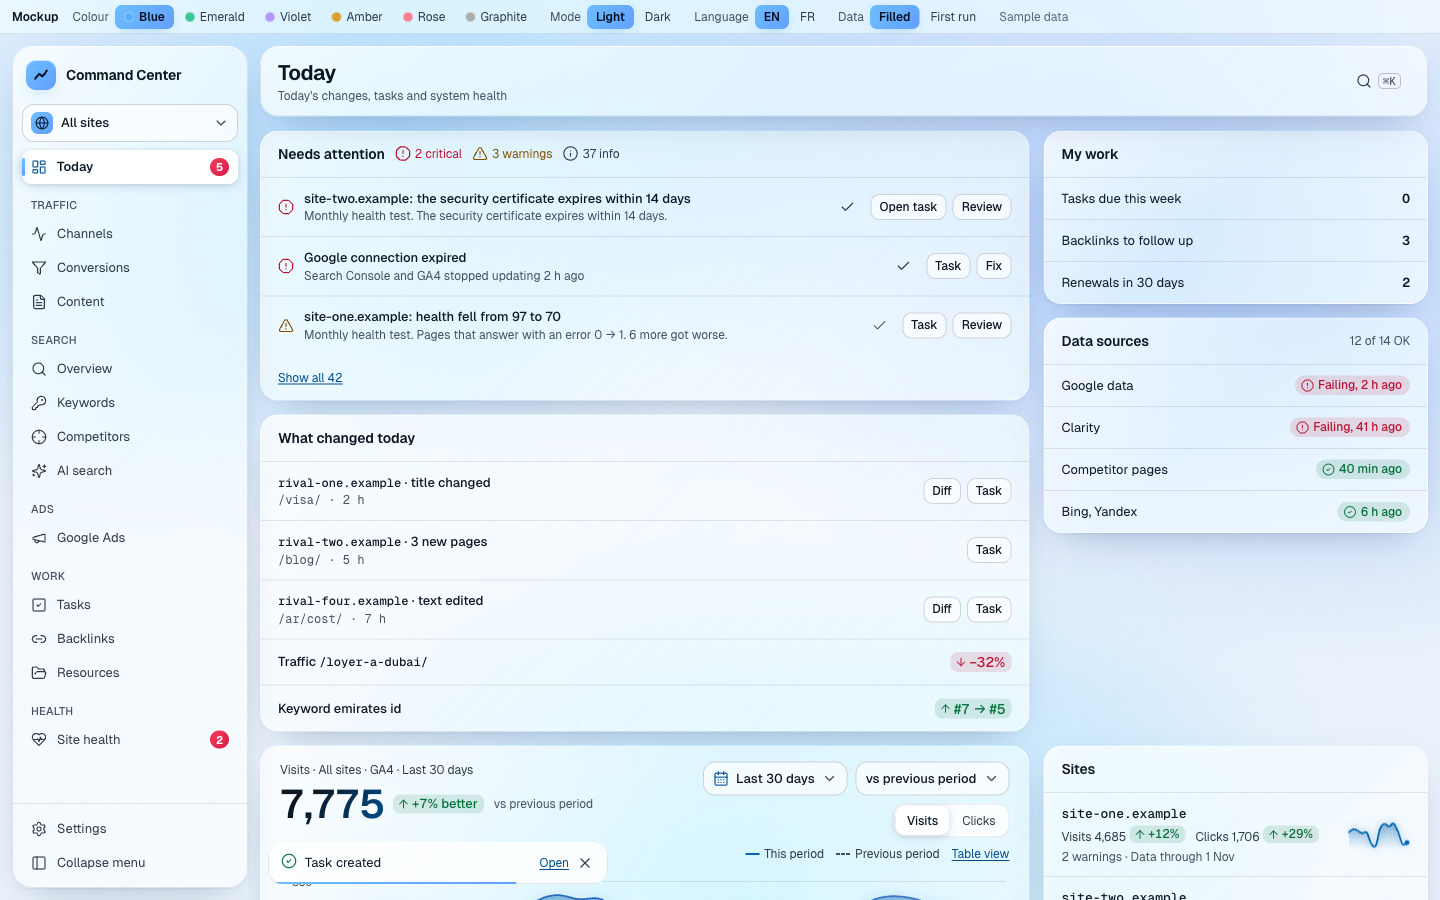 Mockup Colour Blue Emerald Violet Amber Rose Graphite Mode Light Dark Language EN FR Data Filled First run Sample data
Command Center
All sites
Today 5
TRAFFIC
Channels
Conversions
Content
SEARCH
Overview
Keywords
Competitors
AI search
ADS
Google Ads
WORK
Tasks
Backlinks
Resources
HEALTH
Site health 2
Settings
Collapse menu
Today
Today's changes, tasks and system health
⌘K
Needs attention 2 critical 3 warnings 37 info
site-two.example: the security certificate expires within 14 days
Monthly health test. The security certificate expires within 14 days.
Open task Review
Google connection expired
Search Console and GA4 stopped updating 2 h ago
Task Fix
site-one.example: health fell from 97 to 70
Monthly health test. Pages that answer with an error 0 → 1. 6 more got worse.
Task Review
Show all 42
What changed today
rival-one.example · title changed
/visa/ · 2 h
Diff Task
rival-two.example · 3 new pages
/blog/ · 5 h
Task
rival-four.example · text edited
/ar/cost/ · 7 h
Diff Task
Traffic /loyer-a-dubai/ ↓ −32%
Keyword emirates id ↑ #7 → #5
Visits · All sites · GA4 · Last 30 days
7,775 ↑ +7% better vs previous period
Last 30 days vs previous period
Visits Clicks
This period Previous period Table view
Task created Open
My work
Tasks due this week 0
Backlinks to follow up 3
Renewals in 30 days 2
Data sources 12 of 14 OK
Google data Failing, 2 h ago
Clarity Failing, 41 h ago
Competitor pages 40 min ago
Bing, Yandex 6 h ago
Sites
site-one.example
Visits 4,685 ↑ +12% Clicks 1,706 ↑ +29%
2 warnings · Data through 1 Nov
site-two.example